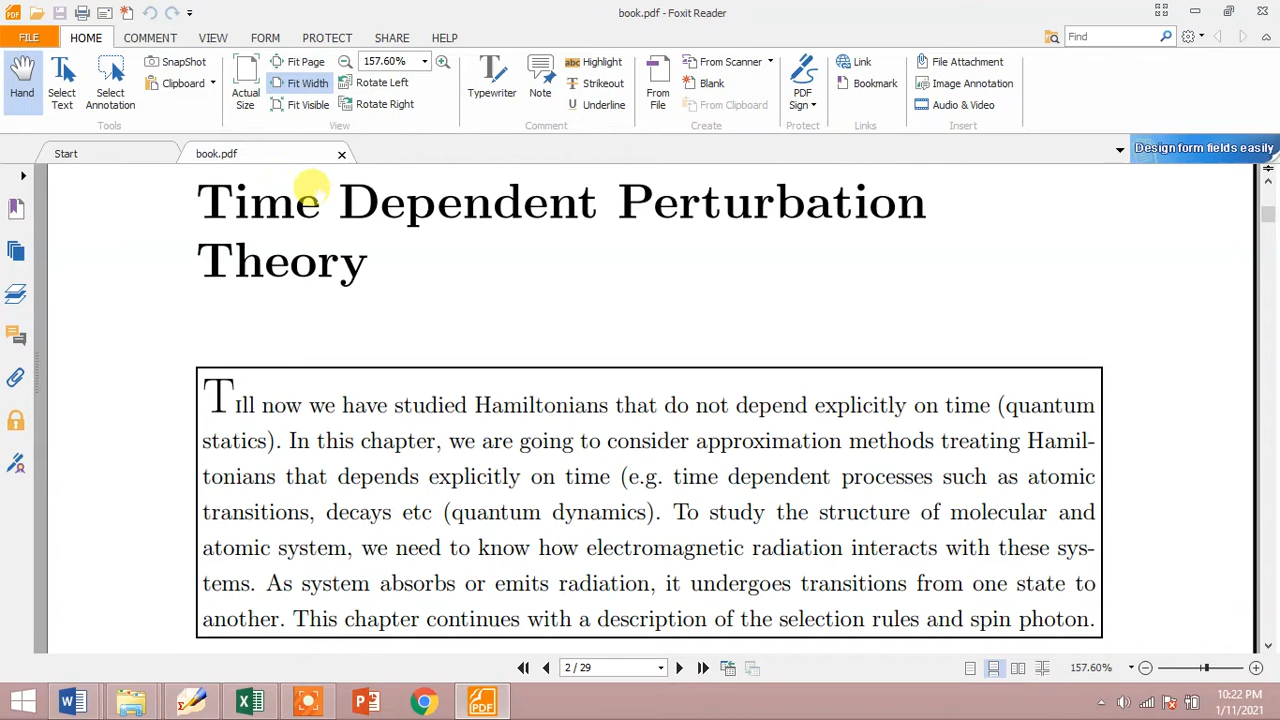 book.pdf - Foxit Reader
FILE HOME COMMENT VIEW FORM PROTECT SHARE HELP Find
Hand Select Text Select Annotation SnapShot Clipboard Tools
Actual Size Fit Page Fit Width Fit Visible 157.60% Rotate Left Rotate Right View
Typewriter Note Highlight Strikeout Underline Comment
From File From Scanner Blank From Clipboard Create
PDF Sign Protect
Link Bookmark Links
File Attachment Image Annotation Audio & Video Insert
Start book.pdf Design form fields easily
Time Dependent Perturbation
Theory
TIll now we have studied Hamiltonians that do not depend explicitly on time (quantum
statics). In this chapter, we are going to consider approximation methods treating Hamil-
tonians that depends explicitly on time (e.g. time dependent processes such as atomic
transitions, decays etc (quantum dynamics). To study the structure of molecular and
atomic system, we need to know how electromagnetic radiation interacts with these sys-
tems. As system absorbs or emits radiation, it undergoes transitions from one state to
another. This chapter continues with a description of the selection rules and spin photon.
2 / 29 157.60%
10:22 PM
1/11/2021